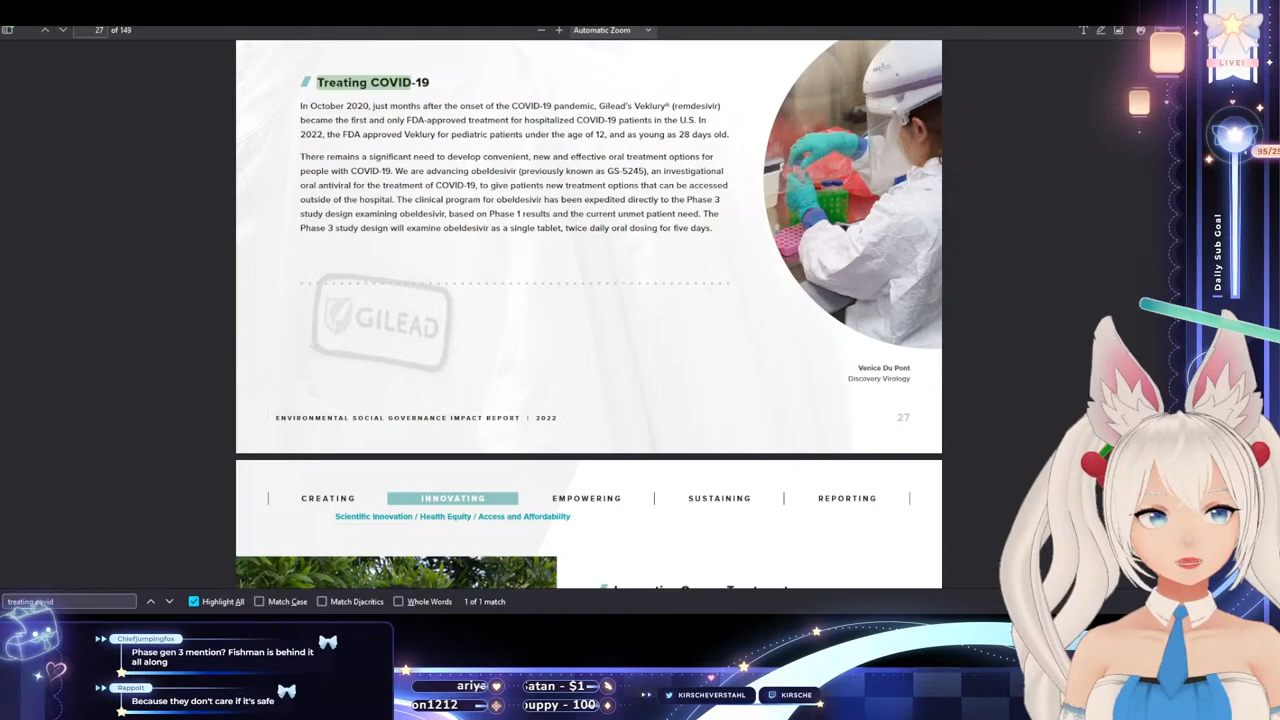 27 of 149
Automatic Zoom
Treating COVID-19
In October 2020, just months after the onset of the COVID-19 pandemic, Gilead's Veklury® (remdesivir)
became the first and only FDA-approved treatment for hospitalized COVID-19 patients in the U.S. In
2022, the FDA approved Veklury for pediatric patients under the age of 12, and as young as 28 days old.
There remains a significant need to develop convenient, new and effective oral treatment options for
people with COVID-19. We are advancing obeldesivir (previously known as GS-5245), an investigational
oral antiviral for the treatment of COVID-19, to give patients new treatment options that can be accessed
outside of the hospital. The clinical program for obeldesivir has been expedited directly to the Phase 3
study design examining obeldesivir, based on Phase 1 results and the current unmet patient need. The
Phase 3 study design will examine obeldesivir as a single tablet, twice daily oral dosing for five days.
GILEAD
Venice Du Pont
Discovery Virology
ENVIRONMENTAL SOCIAL GOVERNANCE IMPACT REPORT | 2022
27
CREATING
INNOVATING
EMPOWERING
SUSTAINING
REPORTING
Scientific Innovation / Health Equity / Access and Affordability
treating covid
Highlight All
Match Case
Match Diacritics
Whole Words
1 of 1 match
LIVE!
95/25
Daily Sub Goal
Chiefjumpingfox
Phase gen 3 mention? Fishman is behind it
all along
Rappolt
Because they don't care if it's safe
ariya
atan - $1
on1212
uppy - 100
KIRSCHEVERSTAHL
KIRSCHE